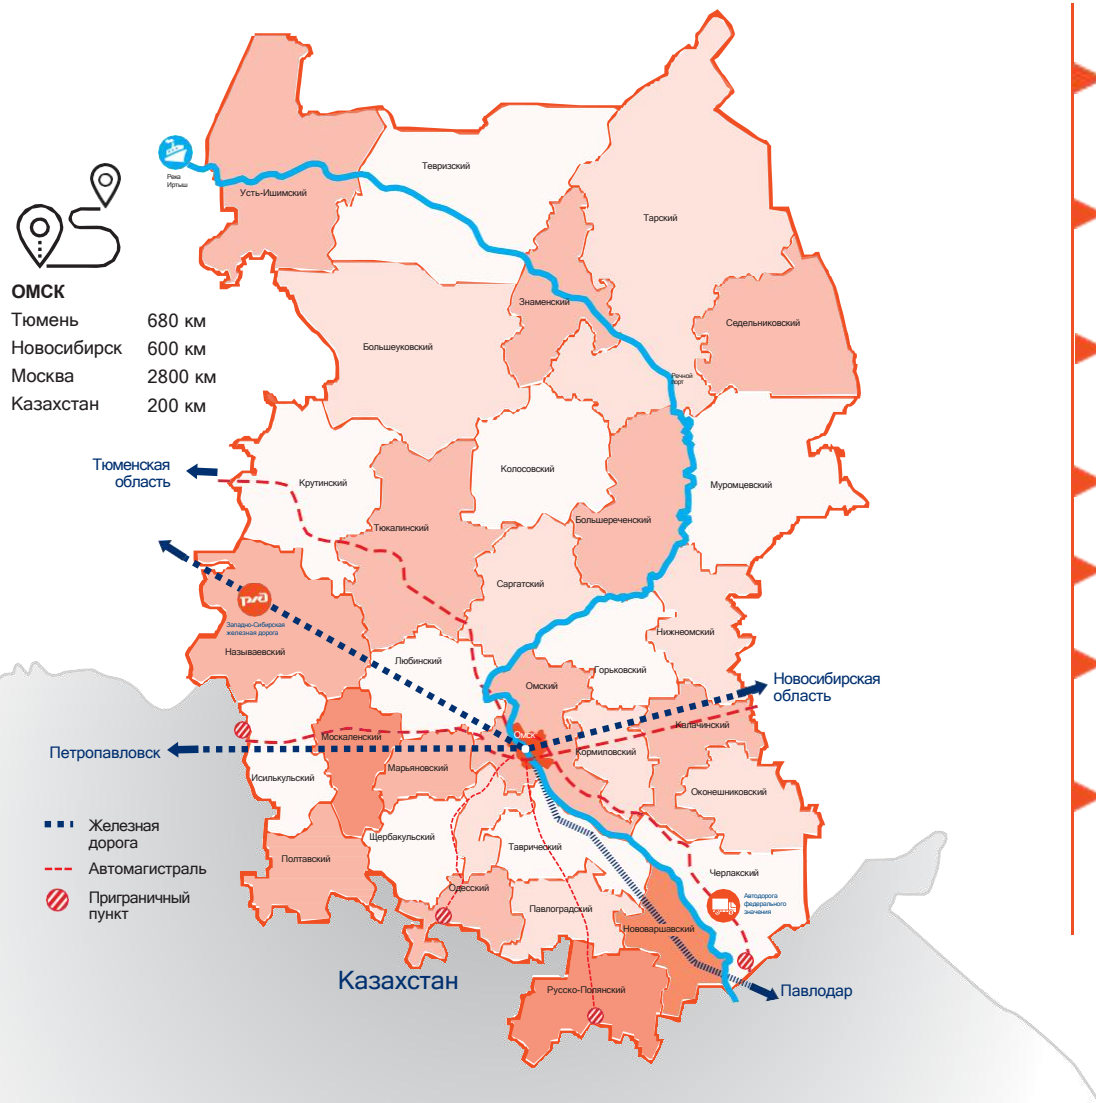 Река
Иртыш
Усть-Ишимский
Тевризский
Тарский
Знаменский
Седельниковский
Большеуковский
Речной
порт
ОМСК
Тюмень 680 км
Новосибирск 600 км
Москва 2800 км
Казахстан 200 км
Тюменская
область
Крутинский
Колосовский
Муромцевский
Тюкалинский
Большереченский
Саргатский
рид
Западно-Сибирская
железная дорога
Называевский
Нижнеомский
Любинский
Горьковский
Омский
Новосибирская
область
Петропавловск
Москаленский
Омск
Калачинский
Кормиловский
Марьяновский
Исилькульский
Оконешниковский
Железная
дорога
Автомагистраль
Приграничный
пункт
Щербакульский
Таврический
Полтавский
Черлакский
Одесский
Автодорога
федерального
значения
Павлоградский
Нововаршавский
Казахстан
Русско-Полянский
Павлодар